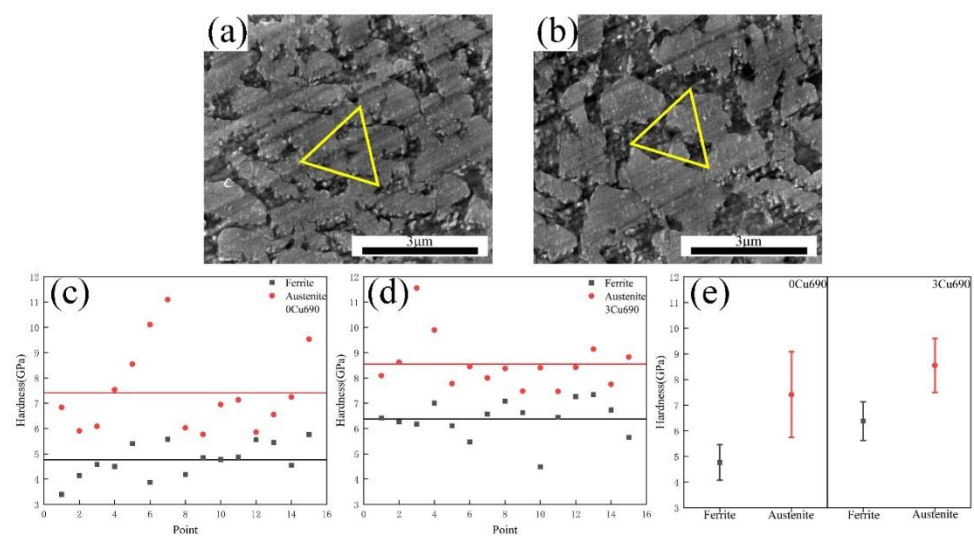 (a)
3μm
(b)
3μm
(c)
Ferrite
Austenite
0Cu690
Hardness(GPa)
12
11
10
9
8
7
6
5
4
3
0 2 4 6 8 10 12 14 16
Point
(d)
Ferrite
Austenite
3Cu690
Hardness(GPa)
12
11
10
9
8
7
6
5
4
3
0 2 4 6 8 10 12 14 16
Point
(e)
0Cu690
3Cu690
Hardness(GPa)
12
11
10
9
8
7
6
5
4
3
Ferrite Austenite Ferrite Austenite